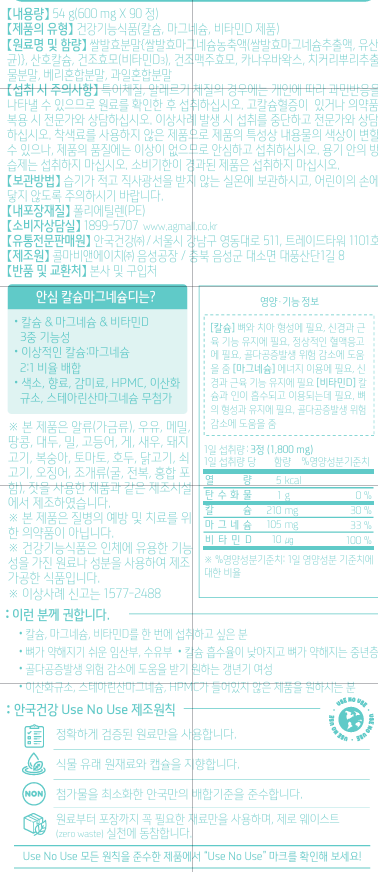 【내용량】 54 g(600 mg X 90 정)
【제품의 유형】 건강기능식품(칼슘, 마그네슘, 비타민D 제품)
【원료명 및 함량】 쌀발효분말(쌀발효마그네슘농축액(쌀발효마그네슘추출액, 유산
균)), 산호칼슘, 건조효모(비타민D₃), 건조맥주효모, 카나우바왁스, 치커리뿌리추출
물분말, 베리혼합분말, 과일혼합분말
【섭취 시 주의사항】 특이체질, 알레르기 체질의 경우에는 개인에 따라 과민반응을
나타낼 수 있으므로 원료를 확인한 후 섭취하십시오. 고칼슘혈증이 있거나 의약품
복용 시 전문가와 상담하십시오. 이상사례 발생 시 섭취를 중단하고 전문가와 상담
하십시오. 착색료를 사용하지 않은 제품으로 제품의 특성상 내용물의 색상이 변할
수 있으나, 제품의 품질에는 이상이 없으므로 안심하고 섭취하십시오. 용기 안의 방
습제는 섭취하지 마십시오. 소비기한이 경과된 제품은 섭취하지 마십시오.
【보관방법】 습기가 적고 직사광선을 받지 않는 실온에 보관하시고, 어린이의 손에
닿지 않도록 주의하시기 바랍니다.
【내포장재질】 폴리에틸렌(PE)
【소비자상담실】 1899-5707 www.agmall.co.kr
【유통전문판매원】 안국건강㈜ / 서울시 강남구 영동대로 511, 트레이드타워 1101호
【제조원】 콜마비앤에이치㈜ 음성공장 / 충북 음성군 대소면 대풍산단1길 8
【반품 및 교환처】 본사 및 구입처
안심 칼슘마그네슘디는?
• 칼슘 & 마그네슘 & 비타민D
3중 기능성
• 이상적인 칼슘:마그네슘
2:1 비율 배합
• 색소, 향료, 감미료, HPMC, 이산화
규소, 스테아린산마그네슘 무첨가
※ 본 제품은 알류(가금류), 우유, 메밀,
땅콩, 대두, 밀, 고등어, 게, 새우, 돼지
고기, 복숭아, 토마토, 호두, 닭고기, 쇠
고기, 오징어, 조개류(굴, 전복, 홍합 포
함), 잣을 사용한 제품과 같은 제조시설
에서 제조하였습니다.
※ 본 제품은 질병의 예방 및 치료를 위
한 의약품이 아닙니다.
※ 건강기능식품은 인체에 유용한 기능
성을 가진 원료나 성분을 사용하여 제조
가공한 식품입니다.
※ 이상사례 신고는 1577-2488
영양·기능 정보
[칼슘] 뼈와 치아 형성에 필요, 신경과 근
육 기능 유지에 필요, 정상적인 혈액응고
에 필요, 골다공증발생 위험 감소에 도움
을 줌 [마그네슘] 에너지 이용에 필요, 신
경과 근육 기능 유지에 필요 [비타민D] 칼
슘과 인이 흡수되고 이용되는데 필요, 뼈
의 형성과 유지에 필요, 골다공증발생 위험
감소에 도움을 줌
1일 섭취량: 3정 (1,800 mg)
1일 섭취량 당 함량 %영양성분기준치
열량 5 kcal
탄수화물 1 g 0 %
칼슘 210 mg 30 %
마그네슘 105 mg 33 %
비타민 D 10 ㎍ 100 %
※ %영양성분기준치: 1일 영양성분 기준치에
대한 비율
: 이런 분께 권합니다.
• 칼슘, 마그네슘, 비타민D를 한 번에 섭취하고 싶은 분
• 뼈가 약해지기 쉬운 임산부, 수유부 • 칼슘 흡수율이 낮아지고 뼈가 약해지는 중년층
• 골다공증발생 위험 감소에 도움을 받기 원하는 갱년기 여성
• 이산화규소, 스테아린산마그네슘, HPMC가 들어있지 않은 제품을 원하시는 분
: 안국건강 Use No Use 제조원칙
USE NO USE · USE NO USE
정확하게 검증된 원료만을 사용합니다.
식물 유래 원재료와 캡슐을 지향합니다.
NON 첨가물을 최소화한 안국만의 배합기준을 준수합니다.
원료부터 포장까지 꼭 필요한 재료만을 사용하며, 제로 웨이스트
(zero waste) 실천에 동참합니다.
Use No Use 모든 원칙을 준수한 제품에서 “Use No Use” 마크를 확인해 보세요!